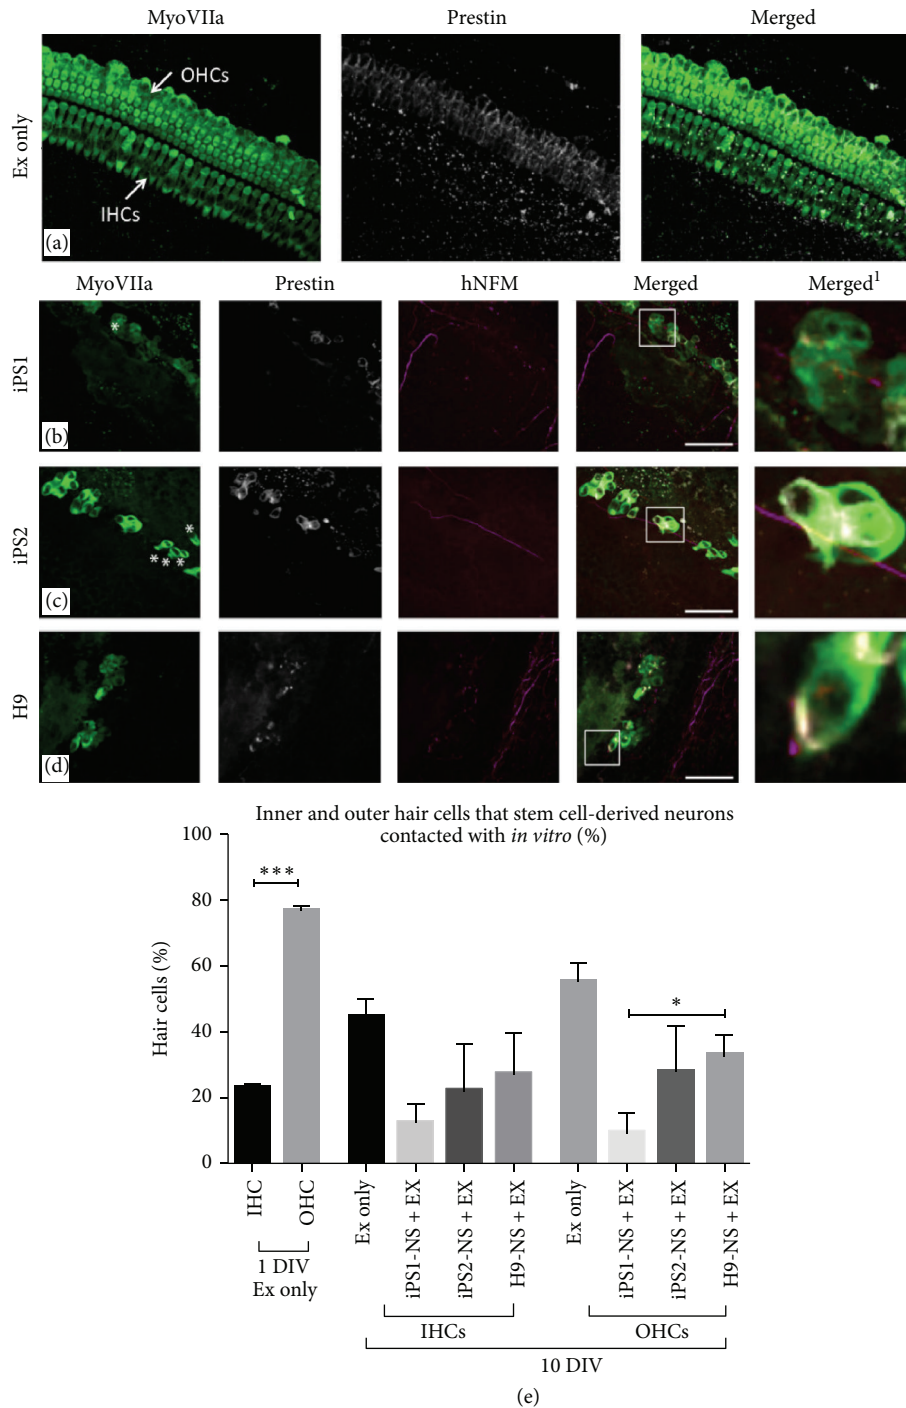 MyoVIIa Prestin Merged
Ex only
OHCs
IHCs
(a)
MyoVIIa Prestin hNFM Merged Merged¹
iPS1
*
(b)
iPS2
*
* * *
(c)
H9
(d)
Inner and outer hair cells that stem cell-derived neurons
contacted with in vitro (%)
Hair cells (%)
100
80
60
40
20
0
***
*
IHC
OHC
Ex only
iPS1-NS + EX
iPS2-NS + EX
H9-NS + EX
Ex only
iPS1-NS + EX
iPS2-NS + EX
H9-NS + EX
1 DIV
Ex only
IHCs
OHCs
10 DIV
(e)